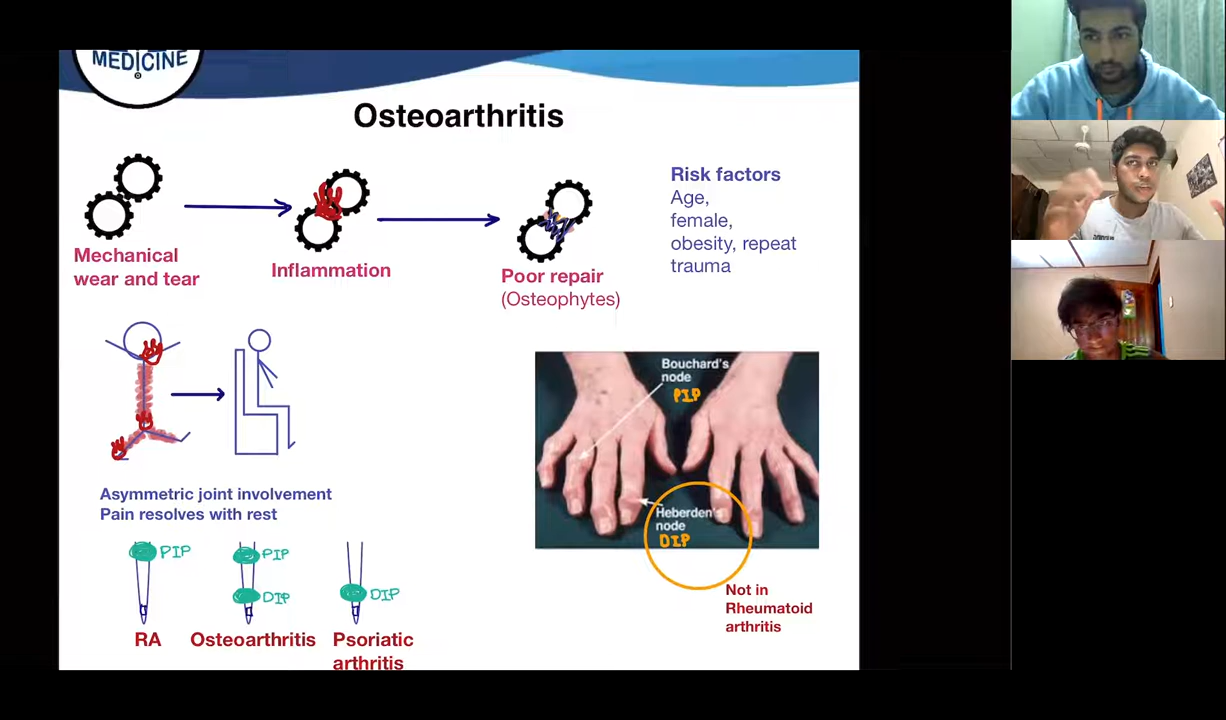 MEDICINE
Osteoarthritis
Mechanical
wear and tear
Inflammation
Poor repair
(Osteophytes)
Risk factors
Age,
female,
obesity, repeat
trauma
Asymmetric joint involvement
Pain resolves with rest
PIP
RA
PIP
DIP
Osteoarthritis
DIP
Psoriatic
arthritis
Bouchard's
node
PIP
Heberden's
node
DIP
Not in
Rheumatoid
arthritis